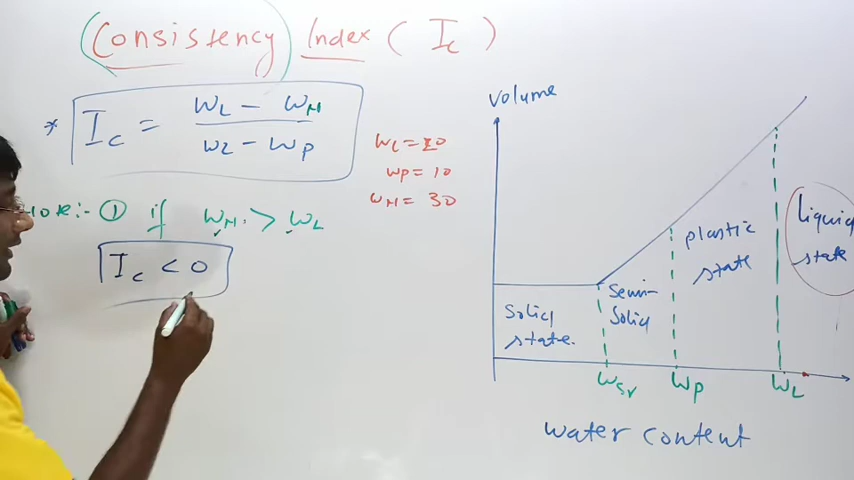 Consistency Index ( Ic )
* Ic = WL - WN / WL - WP
WL = 20
WP = 10
WN = 30
Note:- ① if WN > WL
Ic < 0
Volume
Solid state.
Semi-Solid
plastic state
Liquid state
Wsr WP WL
water content